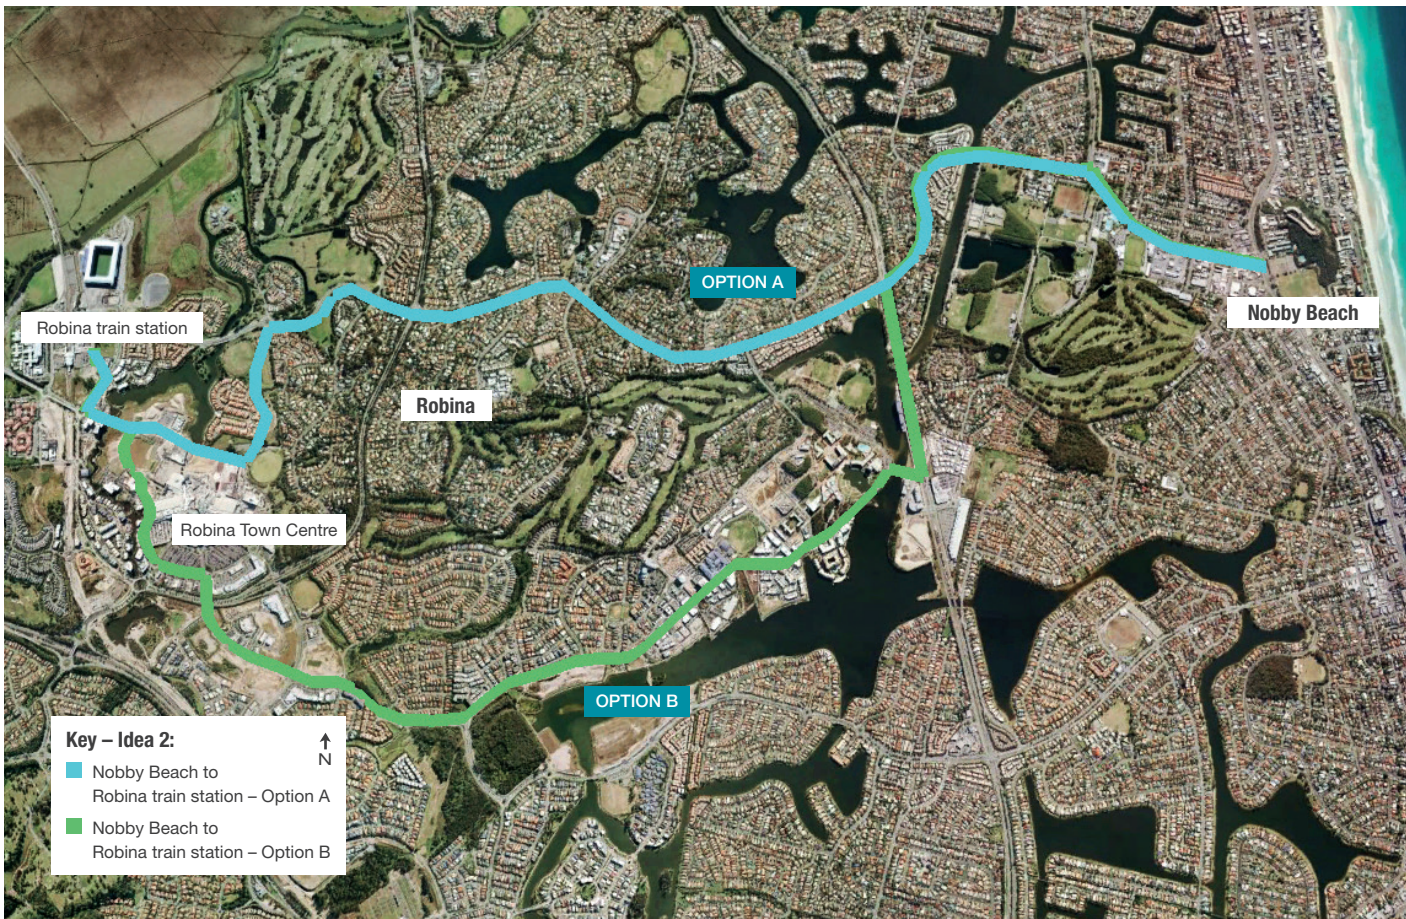 OPTION A
Nobby Beach
Robina train station
Robina
Robina Town Centre
OPTION B
Key – Idea 2:
N
Nobby Beach to
Robina train station – Option A
Nobby Beach to
Robina train station – Option B